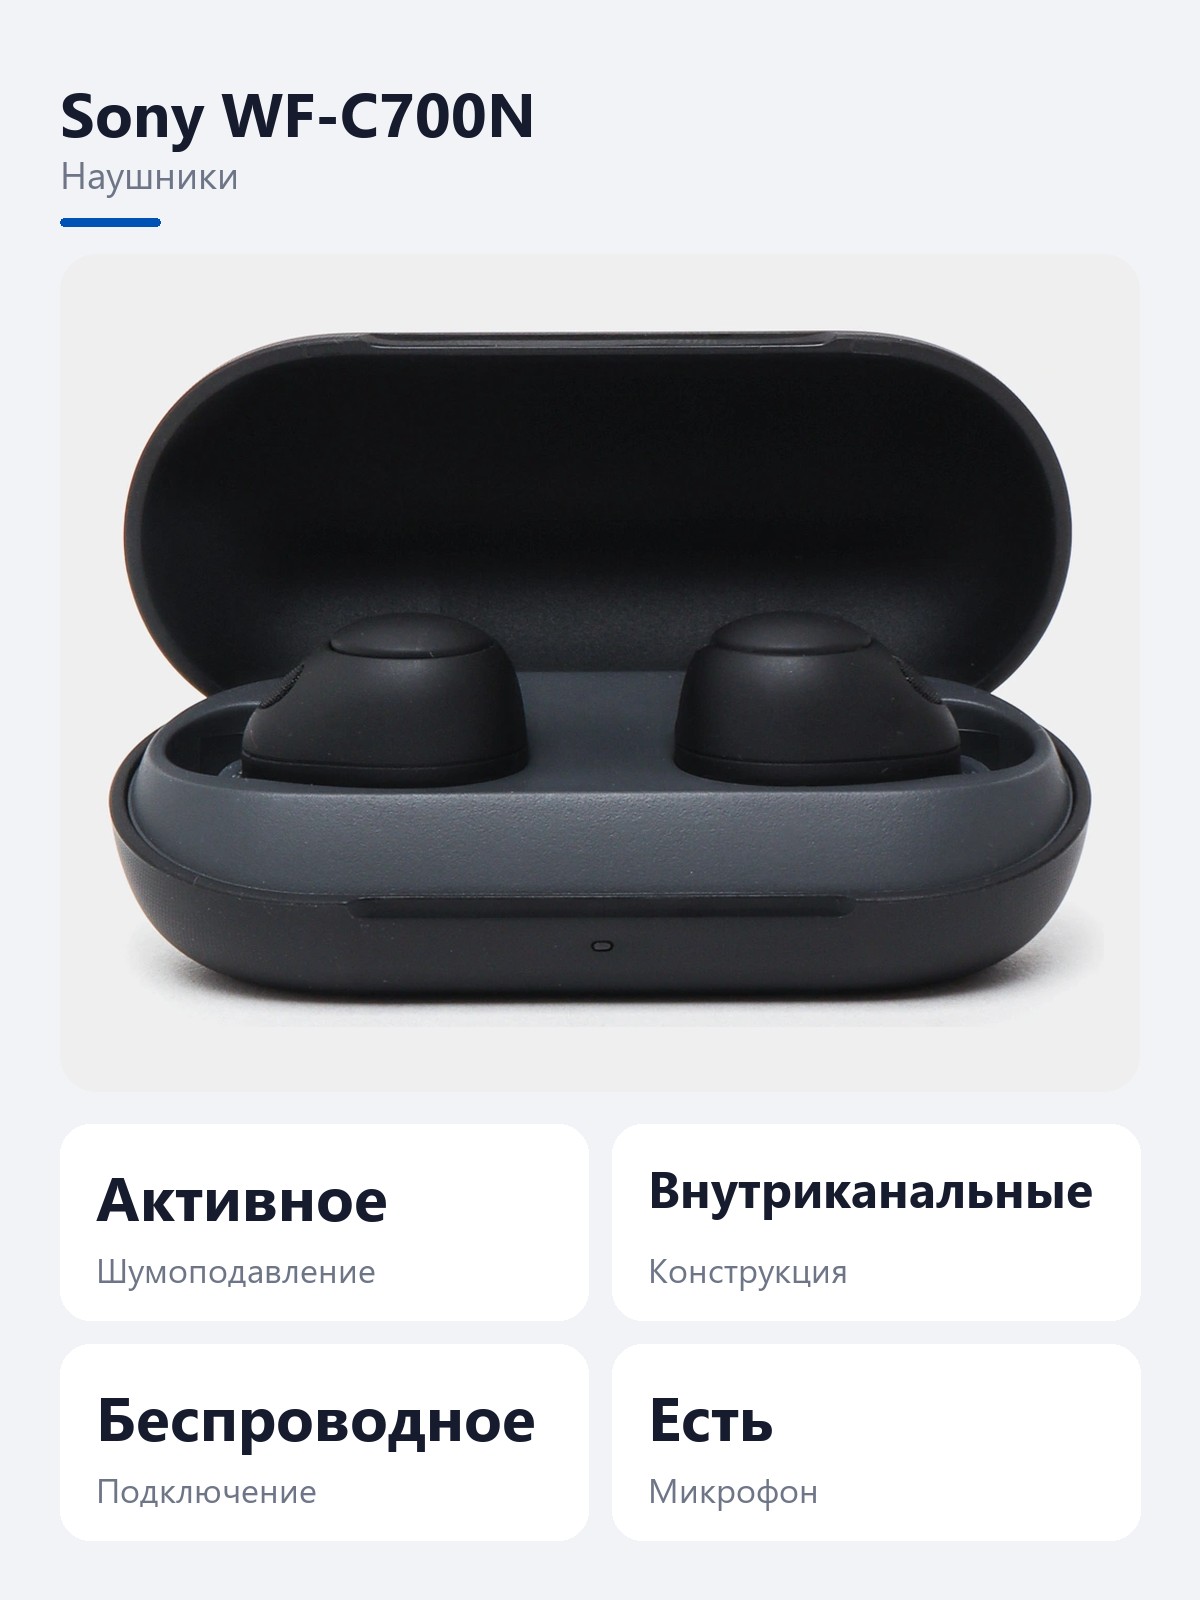 Sony WF-C700N
Наушники
Активное
Шумоподавление
Внутриканальные
Конструкция
Беспроводное
Подключение
Есть
Микрофон